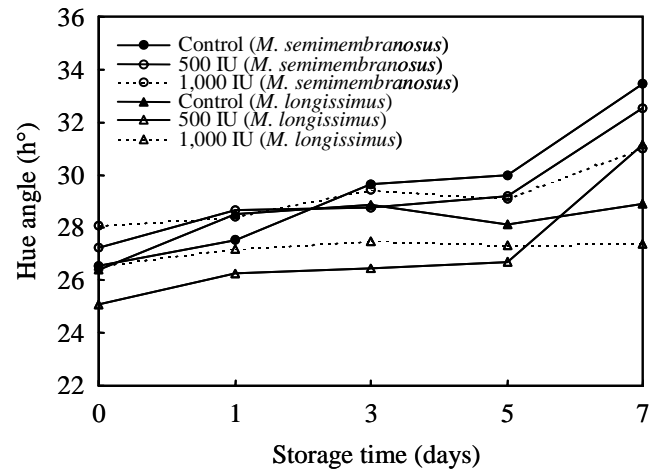 36
34
32
30
28
26
24
22
Hue angle (h°)
Control (M. semimembranosus)
500 IU (M. semimembranosus)
1,000 IU (M. semimembranosus)
Control (M. longissimus)
500 IU (M. longissimus)
1,000 IU (M. longissimus)
0 1 3 5 7
Storage time (days)